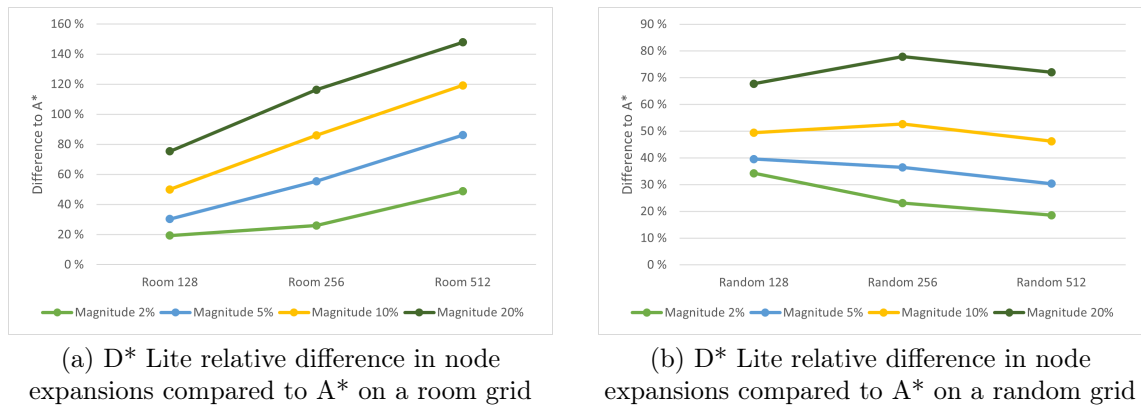 160 %
140 %
120 %
100 %
80 %
60 %
40 %
20 %
0 %
Difference to A*
Room 128 Room 256 Room 512
Magnitude 2% Magnitude 5% Magnitude 10% Magnitude 20%
(a) D* Lite relative difference in node
expansions compared to A* on a room grid
90 %
80 %
70 %
60 %
50 %
40 %
30 %
20 %
10 %
0 %
Difference to A*
Random 128 Random 256 Random 512
Magnitude 2% Magnitude 5% Magnitude 10% Magnitude 20%
(b) D* Lite relative difference in node
expansions compared to A* on a random grid